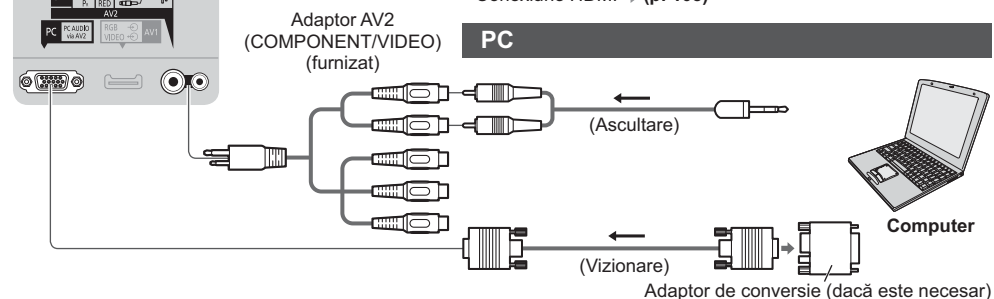 RED
AV2
PC
PC AUDIO
via AV2
RGB
VIDEO
AV1
Adaptor AV2
(COMPONENT/VIDEO)
(furnizat)
PC
(Ascultare)
Computer
(Vizionare)
Adaptor de conversie (dacă este necesar)